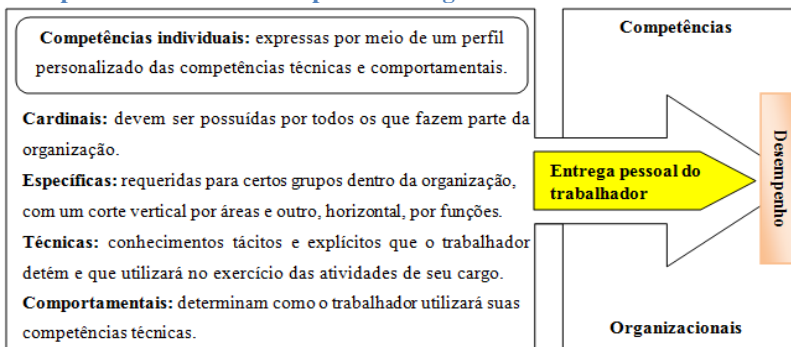 Competências individuais: expressas por meio de um perfil
personalizado das competências técnicas e comportamentais.
Cardinais: devem ser possuídas por todos os que fazem parte da
organização.
Específicas: requeridas para certos grupos dentro da organização,
com um corte vertical por áreas e outro, horizontal, por funções.
Técnicas: conhecimentos tácitos e explícitos que o trabalhador
detém e que utilizará no exercício das atividades de seu cargo.
Comportamentais: determinam como o trabalhador utilizará suas
competências técnicas.
Competências
Entrega pessoal do
trabalhador
Desempenho
Organizacionais